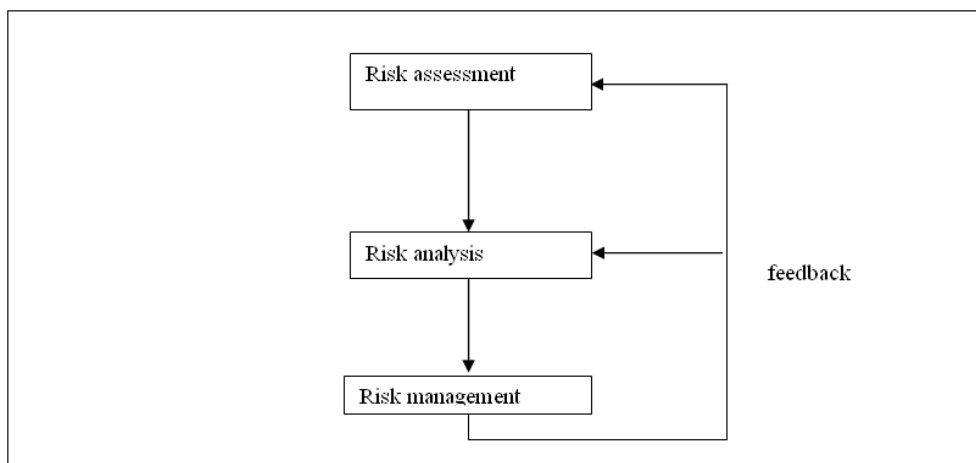 Risk assessment
Risk analysis
feedback
Risk management